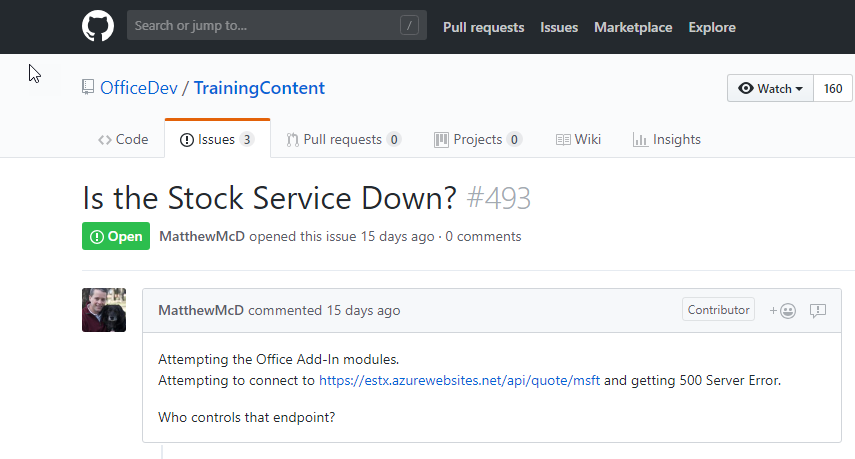 Search or jump to...
/
Pull requests Issues Marketplace Explore
OfficeDev / TrainingContent
Watch 160
Code Issues 3 Pull requests 0 Projects 0 Wiki Insights
Is the Stock Service Down? #493
Open MatthewMcD opened this issue 15 days ago · 0 comments
MatthewMcD commented 15 days ago Contributor +
Attempting the Office Add-In modules.
Attempting to connect to https://estx.azurewebsites.net/api/quote/msft and getting 500 Server Error.
Who controls that endpoint?